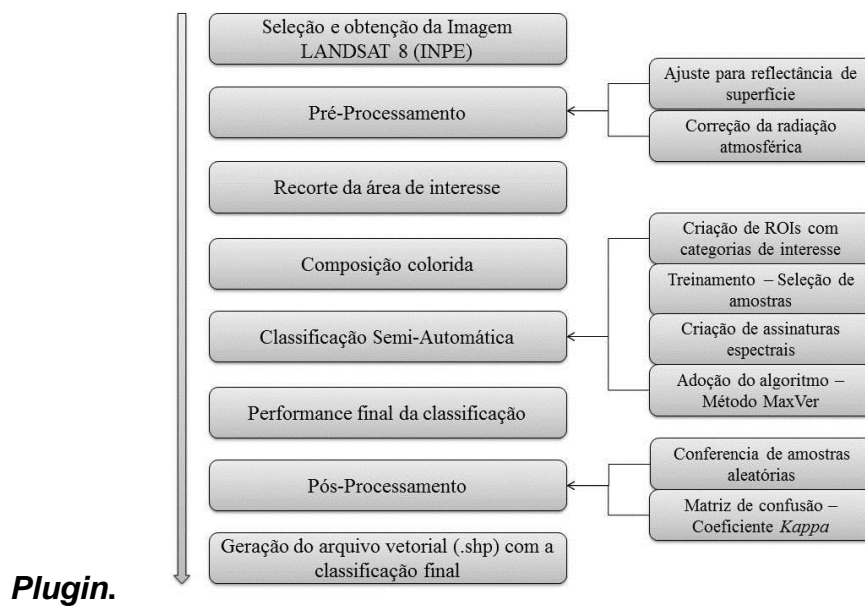 Seleção e obtenção da Imagem
LANDSAT 8 (INPE)
Pré-Processamento
Ajuste para reflectância de
superfície
Correção da radiação
atmosférica
Recorte da área de interesse
Composição colorida
Classificação Semi-Automática
Criação de ROIs com
categorias de interesse
Treinamento – Seleção de
amostras
Criação de assinaturas
espectrais
Adoção do algoritmo –
Método MaxVer
Performance final da classificação
Pós-Processamento
Conferencia de amostras
aleatórias
Matriz de confusão –
Coeficiente Kappa
Geração do arquivo vetorial (.shp) com a
classificação final
Plugin.